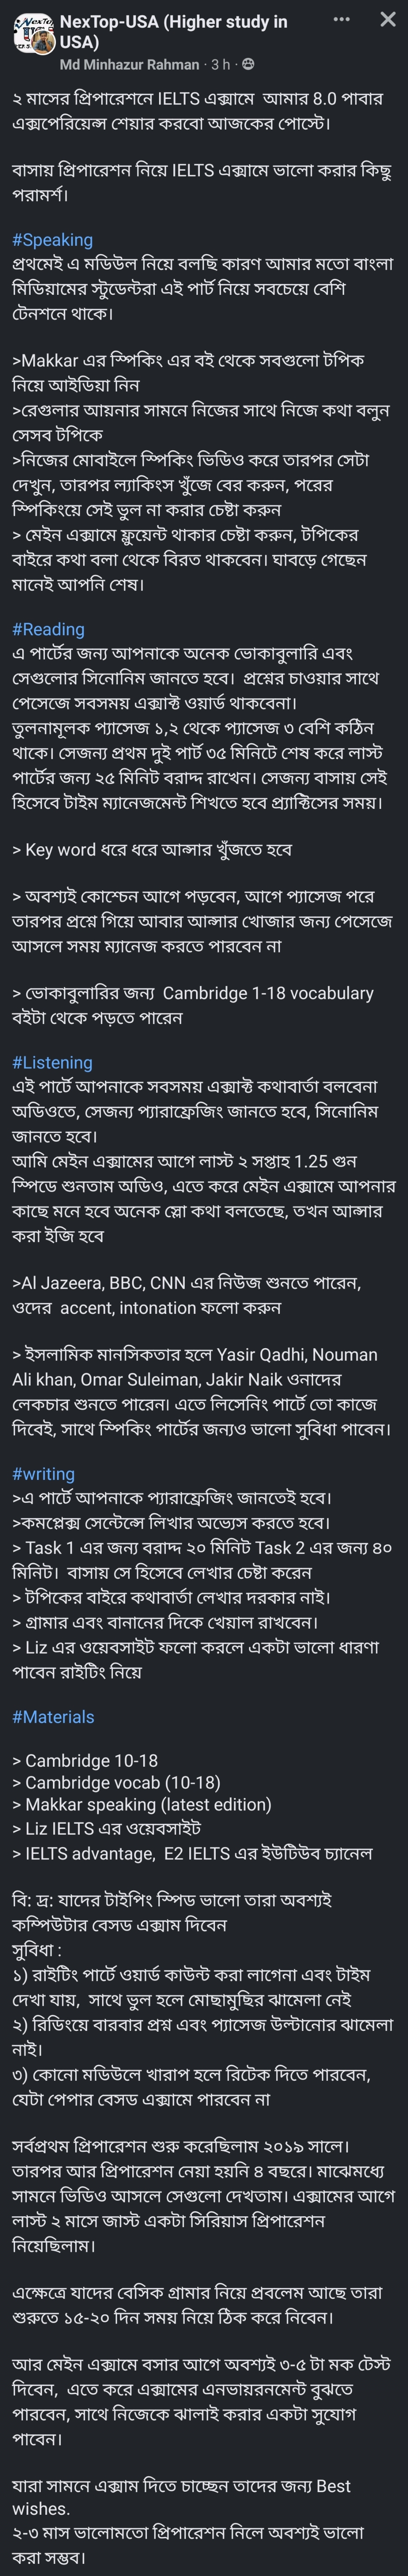 NexTop-USA (Higher study in
USA)
Md Minhazur Rahman · 3 h ·
২ মাসের প্রিপারেশনে IELTS এক্সামে আমার 8.0 পাবার
এক্সপেরিয়েন্স শেয়ার করবো আজকের পোস্টে।
বাসায় প্রিপারেশন নিয়ে IELTS এক্সামে ভালো করার কিছু
পরামর্শ।
#Speaking
প্রথমেই এ মডিউল নিয়ে বলছি কারণ আমার মতো বাংলা
মিডিয়ামের স্টুডেন্টরা এই পার্ট নিয়ে সবচেয়ে বেশি
টেনশনে থাকে।
>Makkar এর স্পিকিং এর বই থেকে সবগুলো টপিক
নিয়ে আইডিয়া নিন
>রেগুলার আয়নার সামনে নিজের সাথে নিজে কথা বলুন
সেসব টপিকে
>নিজের মোবাইলে স্পিকিং ভিডিও করে তারপর সেটা
দেখুন, তারপর ল্যাকিংস খুঁজে বের করুন, পরের
স্পিকিংয়ে সেই ভুল না করার চেষ্টা করুন
> মেইন এক্সামে ফ্লুয়েন্ট থাকার চেষ্টা করুন, টপিকের
বাইরে কথা বলা থেকে বিরত থাকবেন। ঘাবড়ে গেছেন
মানেই আপনি শেষ।
#Reading
এ পার্টের জন্য আপনাকে অনেক ভোকাবুলারি এবং
সেগুলোর সিনোনিম জানতে হবে। প্রশ্নের চাওয়ার সাথে
পেসেজে সবসময় এক্সাক্ট ওয়ার্ড থাকবেনা।
তুলনামূলক প্যাসেজ ১,২ থেকে প্যাসেজ ৩ বেশি কঠিন
থাকে। সেজন্য প্রথম দুই পার্ট ৩৫ মিনিটে শেষ করে লাস্ট
পার্টের জন্য ২৫ মিনিট বরাদ্দ রাখেন। সেজন্য বাসায় সেই
হিসেবে টাইম ম্যানেজমেন্ট শিখতে হবে প্র্যাক্টিসের সময়।
> Key word ধরে ধরে আন্সার খুঁজতে হবে
> অবশ্যই কোশ্চেন আগে পড়বেন, আগে প্যাসেজ পরে
তারপর প্রশ্নে গিয়ে আবার আন্সার খোজার জন্য পেসেজে
আসলে সময় ম্যানেজ করতে পারবেন না
> ভোকাবুলারির জন্য Cambridge 1-18 vocabulary
বইটা থেকে পড়তে পারেন
#Listening
এই পার্টে আপনাকে সবসময় এক্সাক্ট কথাবার্তা বলবেনা
অডিওতে, সেজন্য প্যারাফ্রেজিং জানতে হবে, সিনোনিম
জানতে হবে।
আমি মেইন এক্সামের আগে লাস্ট ২ সপ্তাহ 1.25 গুন
স্পিডে শুনতাম অডিও, এতে করে মেইন এক্সামে আপনার
কাছে মনে হবে অনেক স্লো কথা বলতেছে, তখন আন্সার
করা ইজি হবে
>Al Jazeera, BBC, CNN এর নিউজ শুনতে পারেন,
ওদের accent, intonation ফলো করুন
> ইসলামিক মানসিকতার হলে Yasir Qadhi, Nouman
Ali khan, Omar Suleiman, Jakir Naik ওনাদের
লেকচার শুনতে পারেন। এতে লিসেনিং পার্টে তো কাজে
দিবেই, সাথে স্পিকিং পার্টের জন্যও ভালো সুবিধা পাবেন।
#writing
>এ পার্টে আপনাকে প্যারাফ্রেজিং জানতেই হবে।
>কমপ্লেক্স সেন্টেন্সে লিখার অভ্যেস করতে হবে।
> Task 1 এর জন্য বরাদ্দ ২০ মিনিট Task 2 এর জন্য ৪০
মিনিট। বাসায় সে হিসেবে লেখার চেষ্টা করেন
> টপিকের বাইরে কথাবার্তা লেখার দরকার নাই।
> গ্রামার এবং বানানের দিকে খেয়াল রাখবেন।
> Liz এর ওয়েবসাইট ফলো করলে একটা ভালো ধারণা
পাবেন রাইটিং নিয়ে
#Materials
> Cambridge 10-18
> Cambridge vocab (10-18)
> Makkar speaking (latest edition)
> Liz IELTS এর ওয়েবসাইট
> IELTS advantage, E2 IELTS এর ইউটিউব চ্যানেল
বি: দ্র: যাদের টাইপিং স্পিড ভালো তারা অবশ্যই
কম্পিউটার বেসড এক্সাম দিবেন
সুবিধা :
১) রাইটিং পার্টে ওয়ার্ড কাউন্ট করা লাগেনা এবং টাইম
দেখা যায়, সাথে ভুল হলে মোছামুছির ঝামেলা নেই
২) রিডিংয়ে বারবার প্রশ্ন এবং প্যাসেজ উল্টানোর ঝামেলা
নাই।
৩) কোনো মডিউলে খারাপ হলে রিটেক দিতে পারবেন,
যেটা পেপার বেসড এক্সামে পারবেন না
সর্বপ্রথম প্রিপারেশন শুরু করেছিলাম ২০১৯ সালে।
তারপর আর প্রিপারেশন নেয়া হয়নি ৪ বছরে। মাঝেমধ্যে
সামনে ভিডিও আসলে সেগুলো দেখতাম। এক্সামের আগে
লাস্ট ২ মাসে জাস্ট একটা সিরিয়াস প্রিপারেশন
নিয়েছিলাম।
এক্ষেত্রে যাদের বেসিক গ্রামার নিয়ে প্রবলেম আছে তারা
শুরুতে ১৫-২০ দিন সময় নিয়ে ঠিক করে নিবেন।
আর মেইন এক্সামে বসার আগে অবশ্যই ৩-৫ টা মক টেস্ট
দিবেন, এতে করে এক্সামের এনভায়রনমেন্ট বুঝতে
পারবেন, সাথে নিজেকে ঝালাই করার একটা সুযোগ
পাবেন।
যারা সামনে এক্সাম দিতে চাচ্ছেন তাদের জন্য Best
wishes.
২-৩ মাস ভালোমতো প্রিপারেশন নিলে অবশ্যই ভালো
করা সম্ভব।